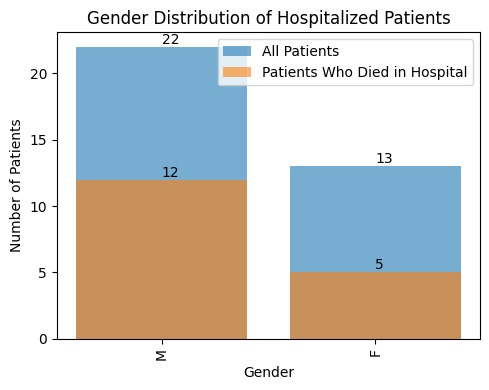 Gender Distribution of Hospitalized Patients
All Patients
Patients Who Died in Hospital
22
12
13
5
20
15
10
5
0
Number of Patients
M
F
Gender